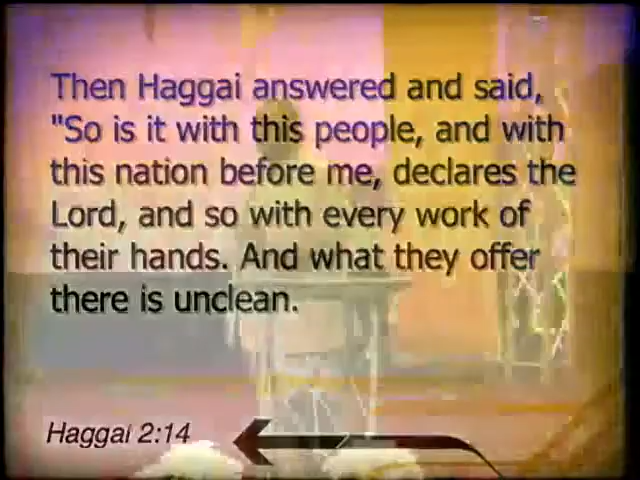 Then Haggai answered and said,
"So is it with this people, and with
this nation before me, declares the
Lord, and so with every work of
their hands. And what they offer
there is unclean.
Haggai 2:14